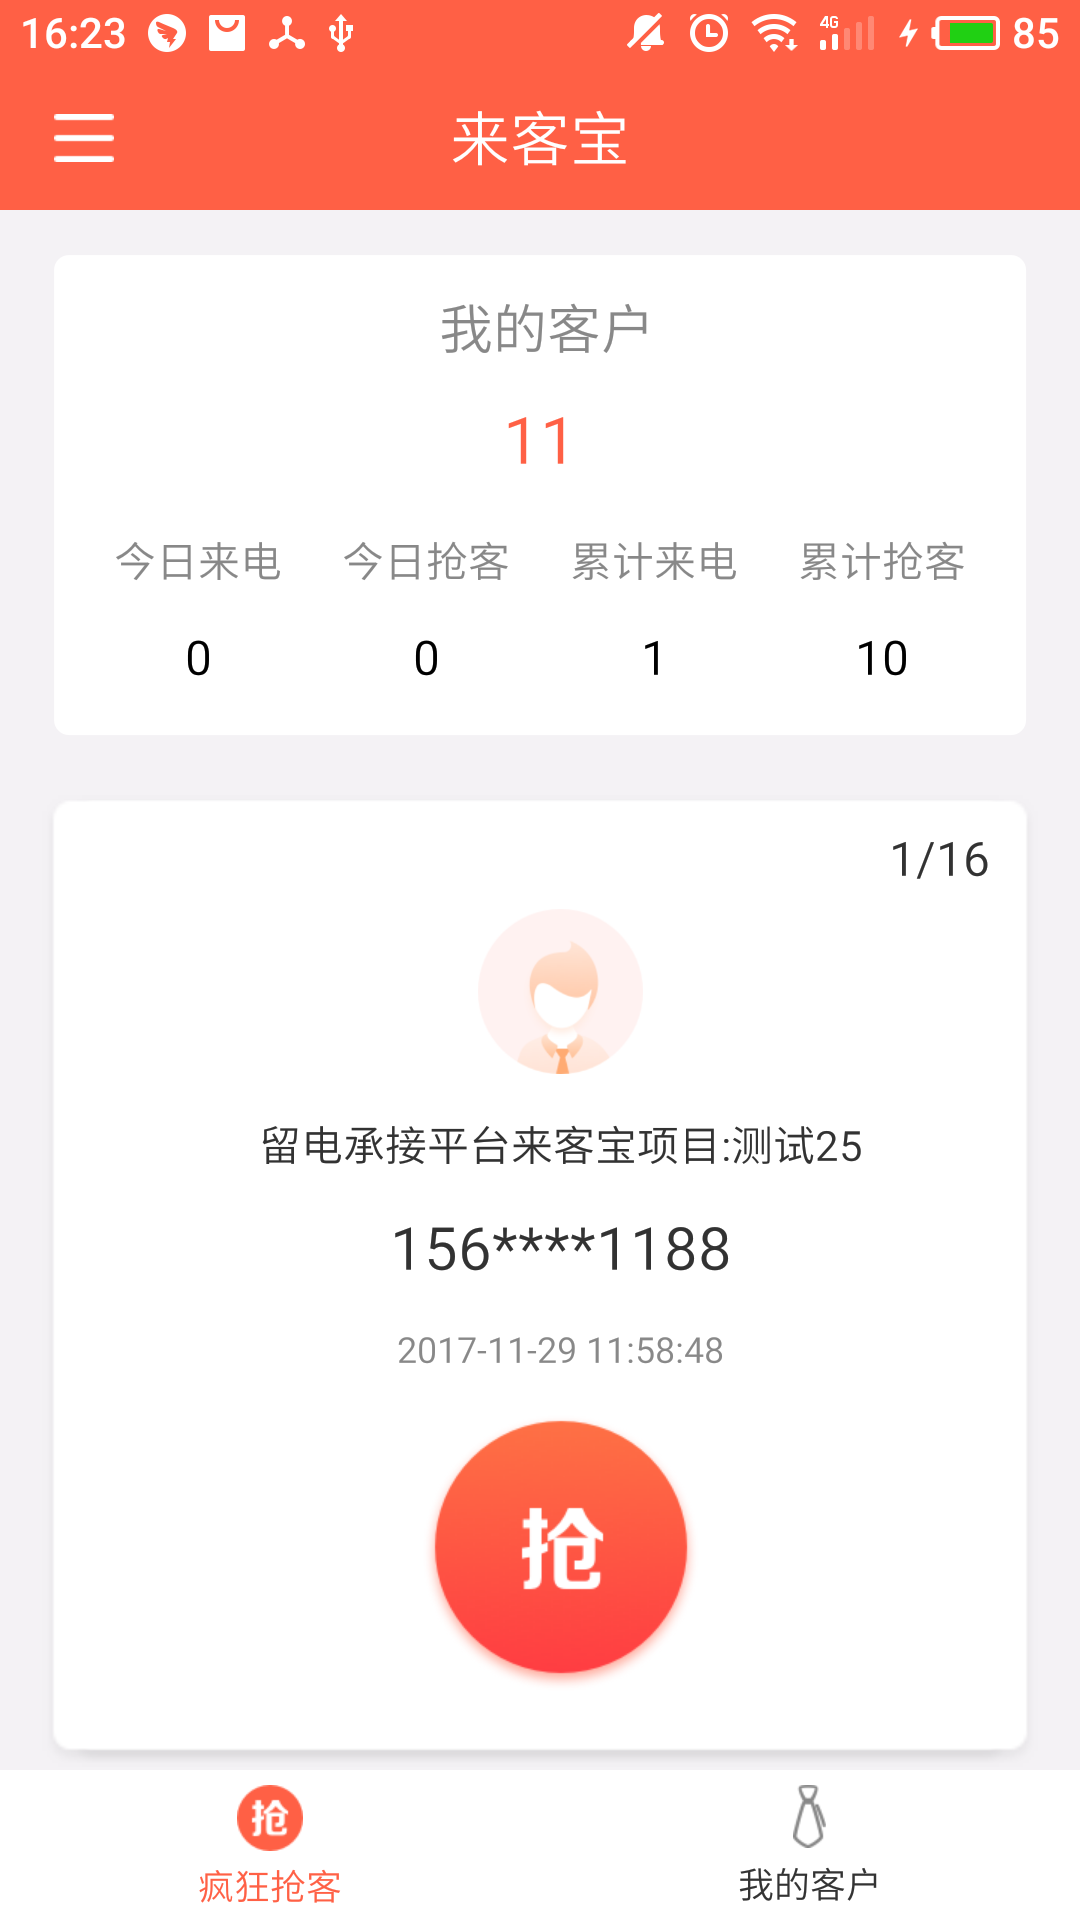 16:23 4G 85
来客宝
我的客户
11
今日来电 今日抢客 累计来电 累计抢客
0 0 1 10
1/16
留电承接平台来客宝项目:测试25
156****1188
2017-11-29 11:58:48
抢
抢
疯狂抢客 我的客户